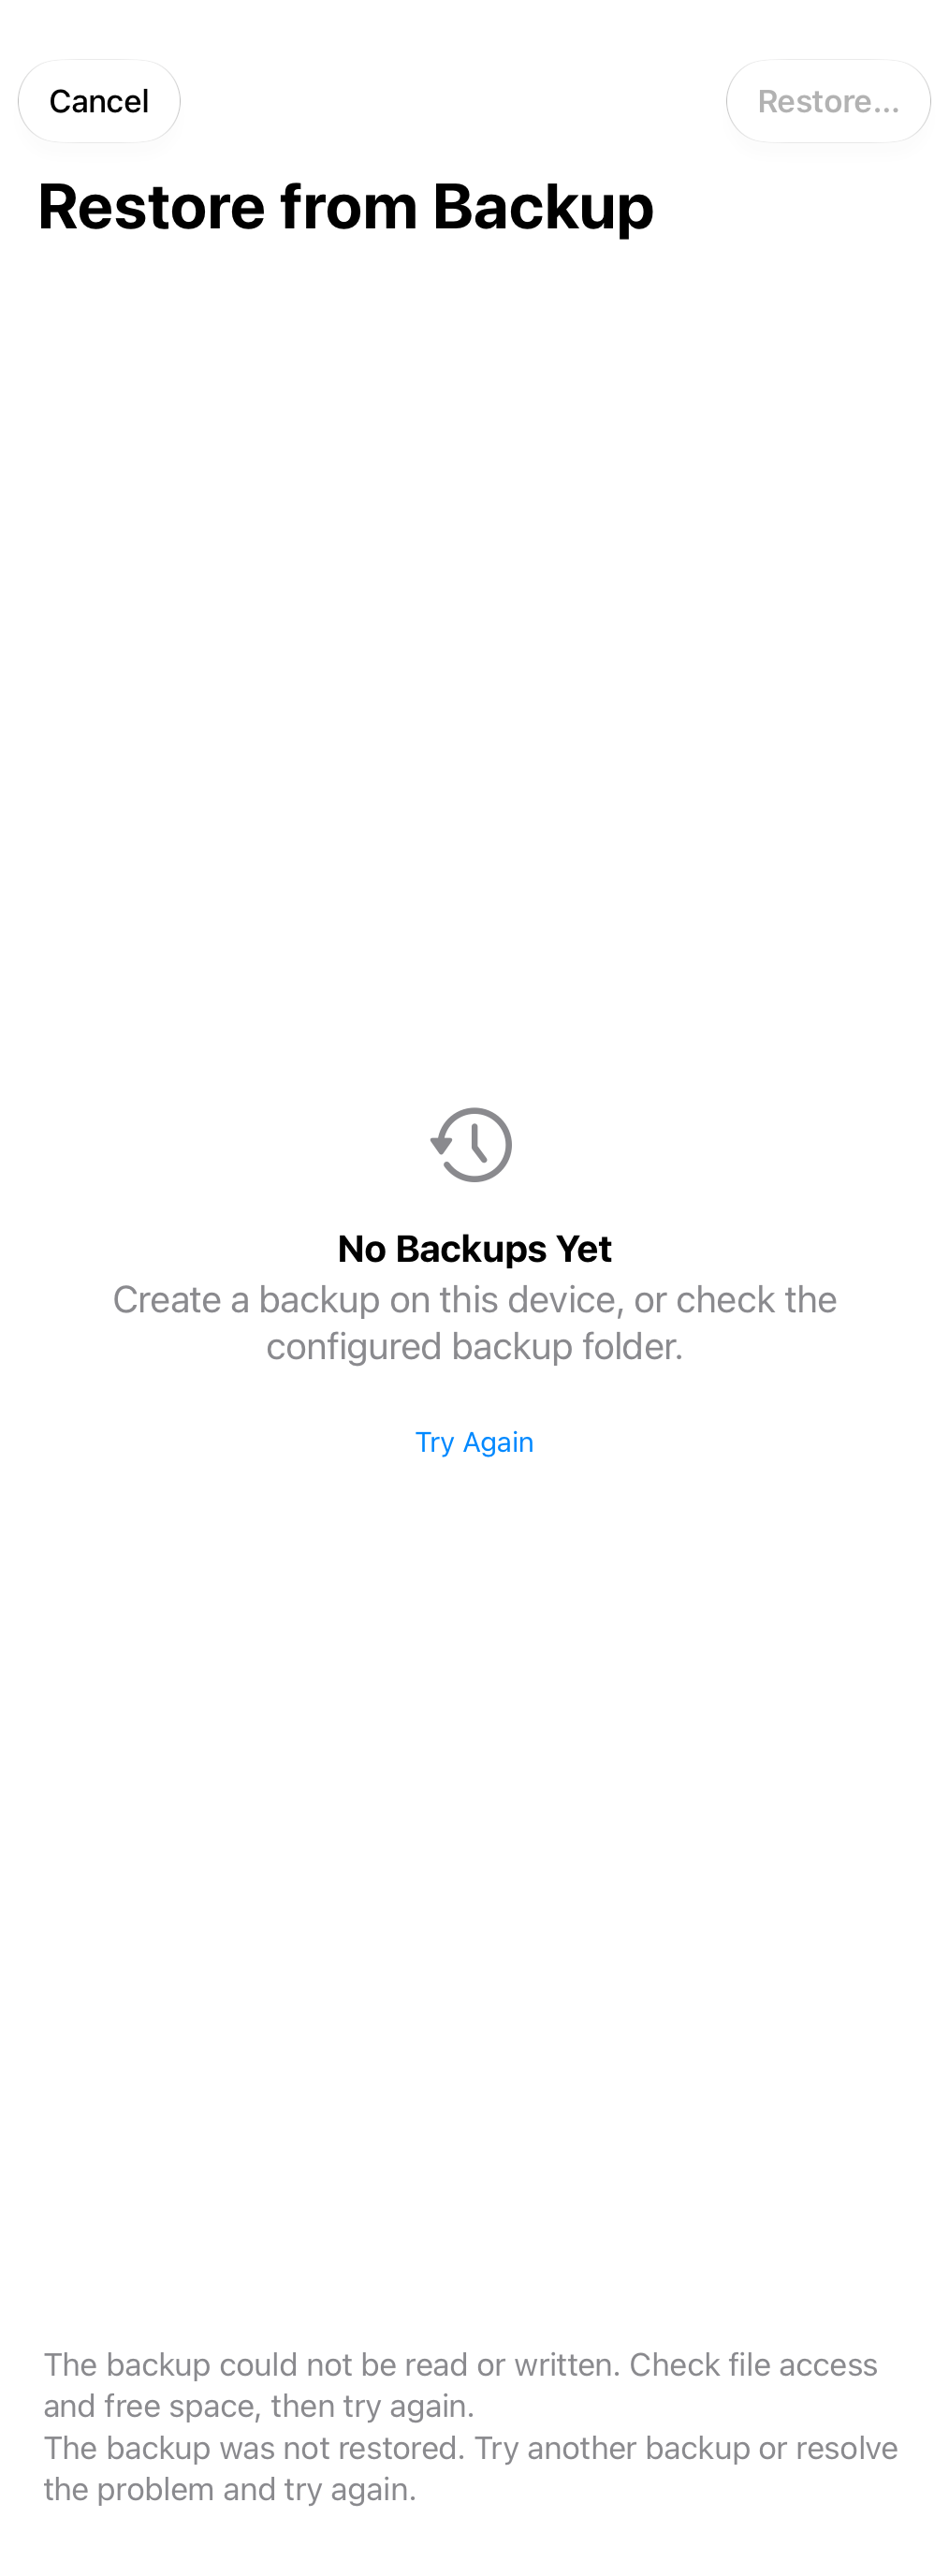 Cancel
Restore...
Restore from Backup
No Backups Yet
Create a backup on this device, or check the
configured backup folder.
Try Again
The backup could not be read or written. Check file access
and free space, then try again.
The backup was not restored. Try another backup or resolve
the problem and try again.